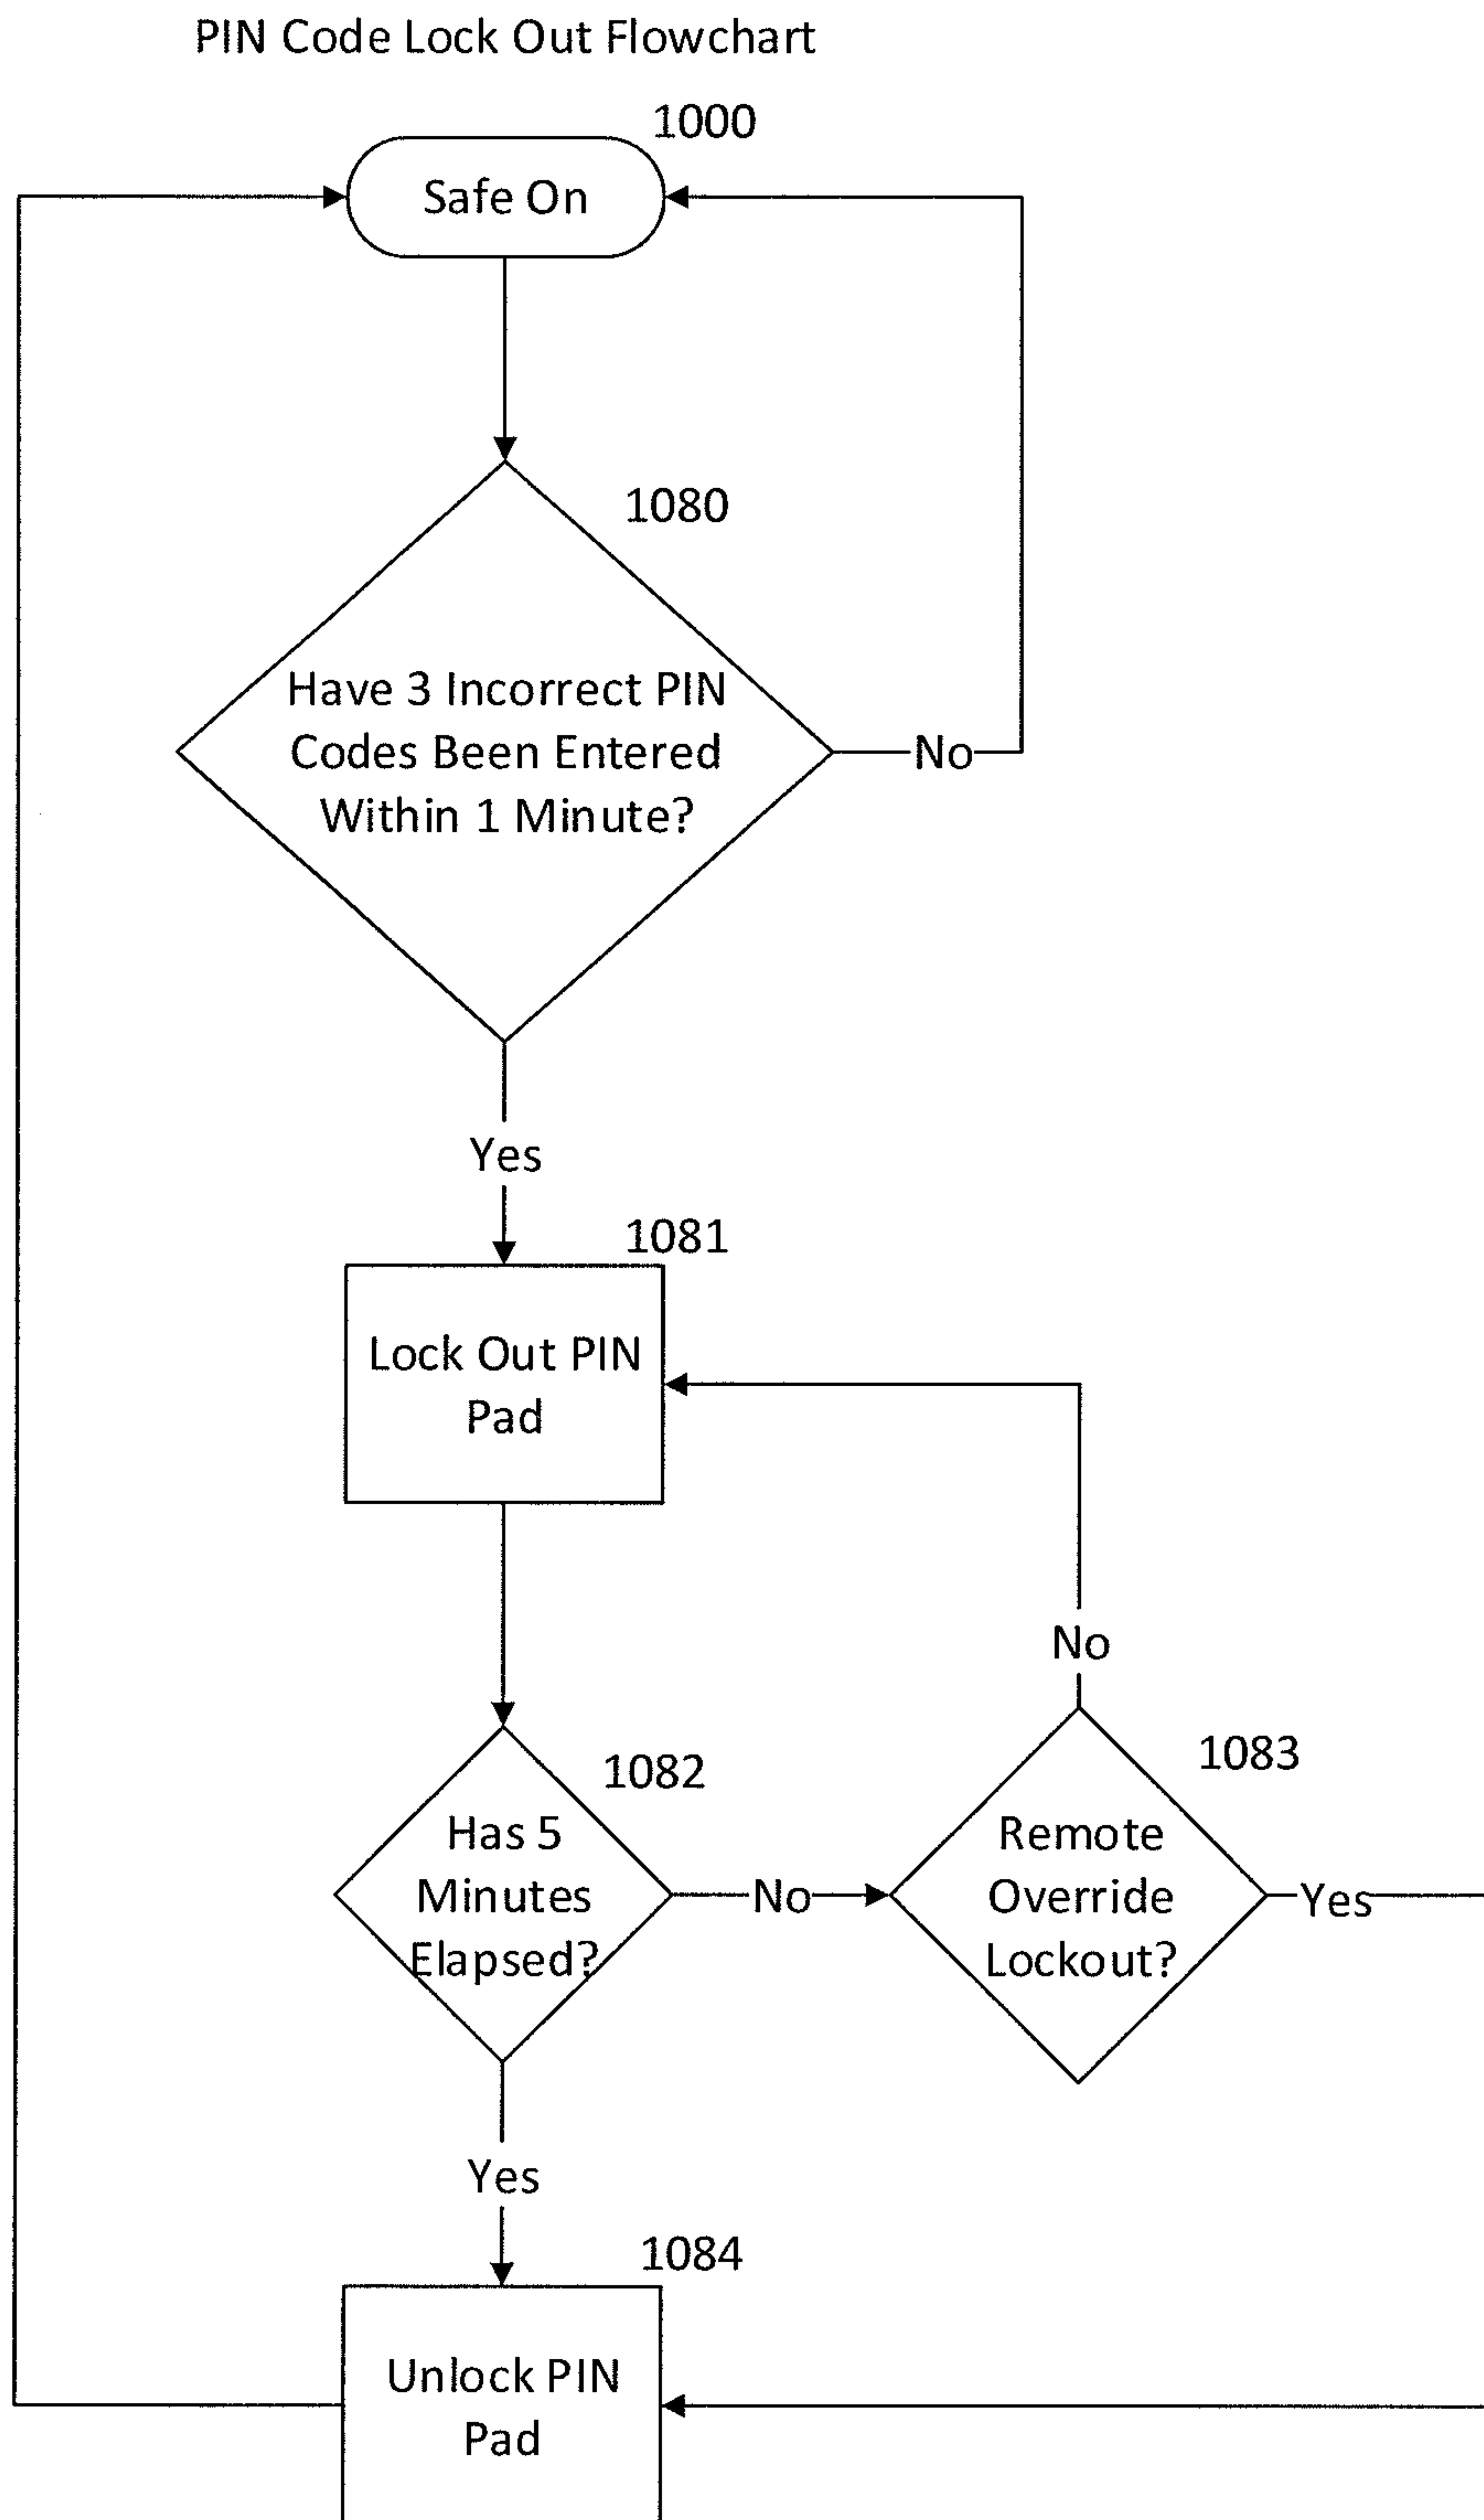 PIN Code Lock Out Flowchart
1000
Safe On
1080
Have 3 Incorrect PIN
Codes Been Entered
Within 1 Minute?
No
Yes
1081
Lock Out PIN
Pad
No
1082
1083
Has 5
Minutes
Elapsed?
No
Remote
Override
Lockout?
Yes
Yes
1084
Unlock PIN
Pad